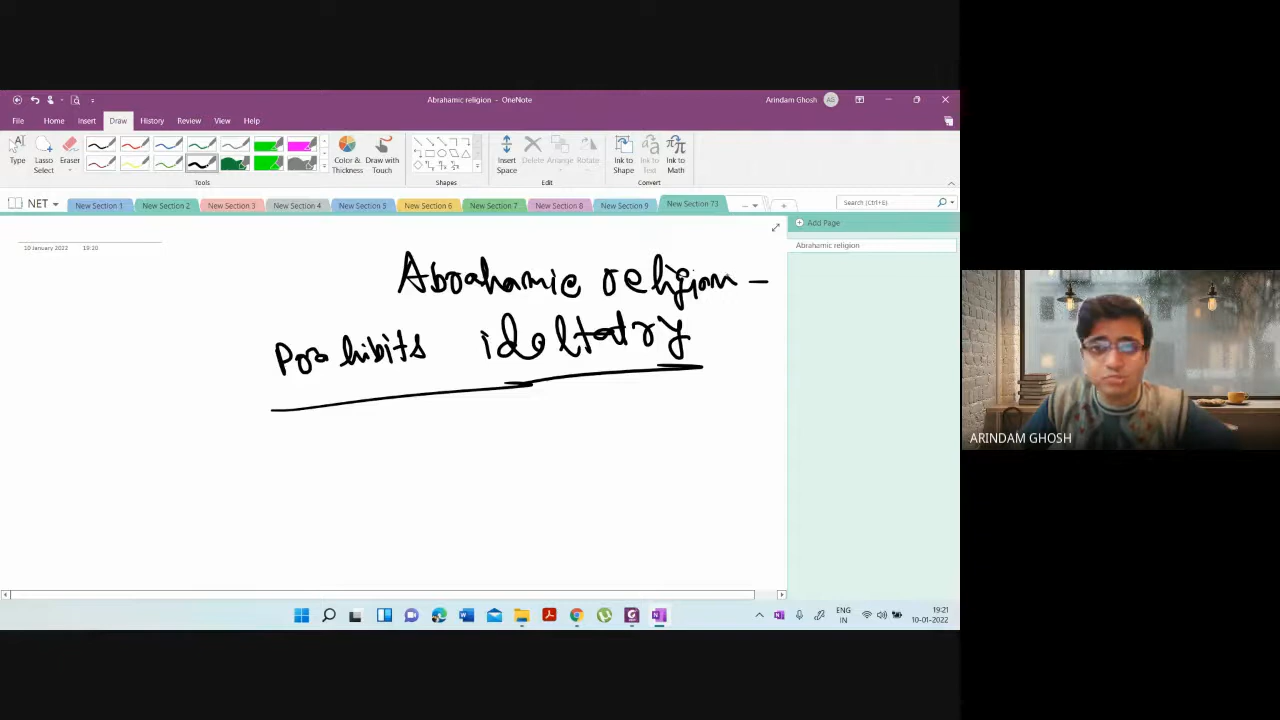 Abrahamic religion - OneNote
Arindam Ghosh AG
File Home Insert Draw History Review View Help
Type Lasso Select Eraser Color & Thickness Draw with Touch Insert Space Delete Arrange Rotate Ink to Shape Ink to Text Ink to Math
Tools Shapes Edit Convert
NET New Section 1 New Section 2 New Section 3 New Section 4 New Section 5 New Section 6 New Section 7 New Section 8 New Section 9 New Section 73 Search (Ctrl+E)
Add Page
Abrahamic religion
10 January 2022 19:20
Abrahamic religion -
Prohibits ideltatry
ARINDAM GHOSH
ENG
IN
19:21
10-01-2022